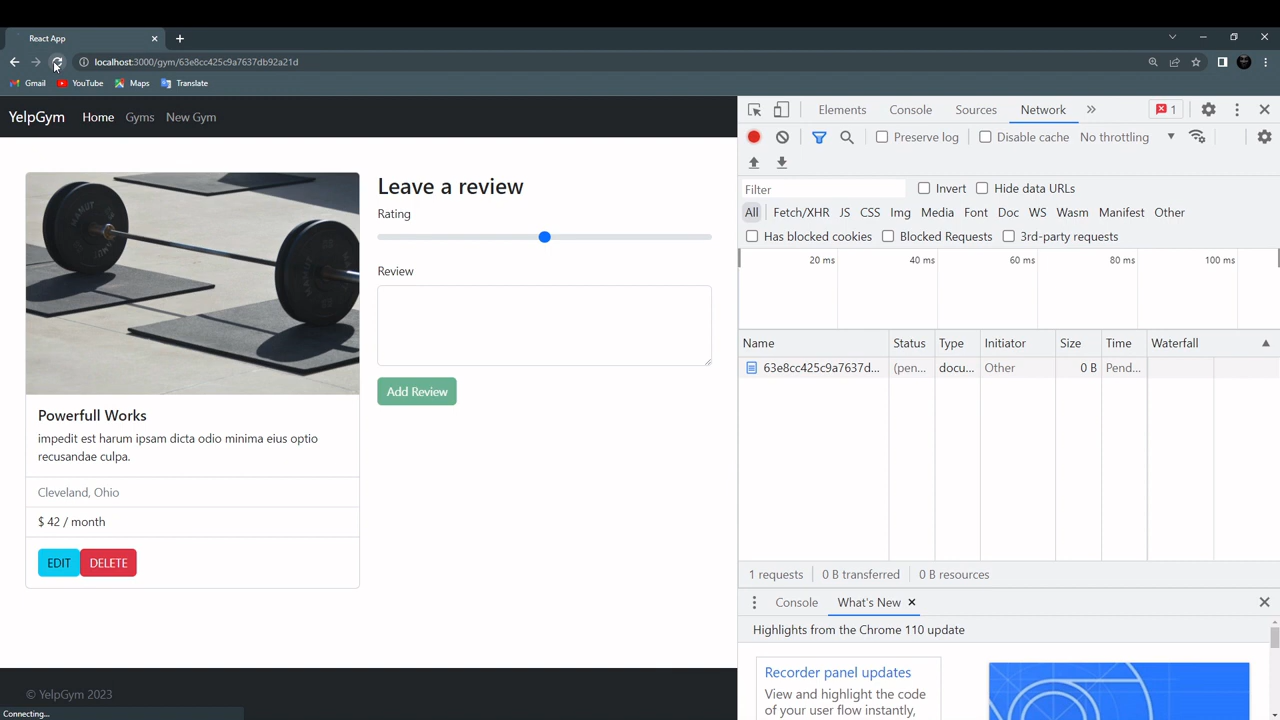 React App
localhost:3000/gym/63e8cc425c9a7637db92a21d
Gmail YouTube Maps Translate
YelpGym Home Gyms New Gym
MAMUT
MAMUT
Powerfull Works
impedit est harum ipsam dicta odio minima eius optio
recusandae culpa.
Cleveland, Ohio
$ 42 / month
EDIT DELETE
Leave a review
Rating
Review
Add Review
© YelpGym 2023
Connecting...
Elements Console Sources Network 1
Preserve log Disable cache No throttling
Filter Invert Hide data URLs
All Fetch/XHR JS CSS Img Media Font Doc WS Wasm Manifest Other
Has blocked cookies Blocked Requests 3rd-party requests
20 ms 40 ms 60 ms 80 ms 100 ms
Name Status Type Initiator Size Time Waterfall
63e8cc425c9a7637d... (pen... docu... Other 0 B Pend...
1 requests 0 B transferred 0 B resources
Console What's New
Highlights from the Chrome 110 update
Recorder panel updates
View and highlight the code
of your user flow instantly,